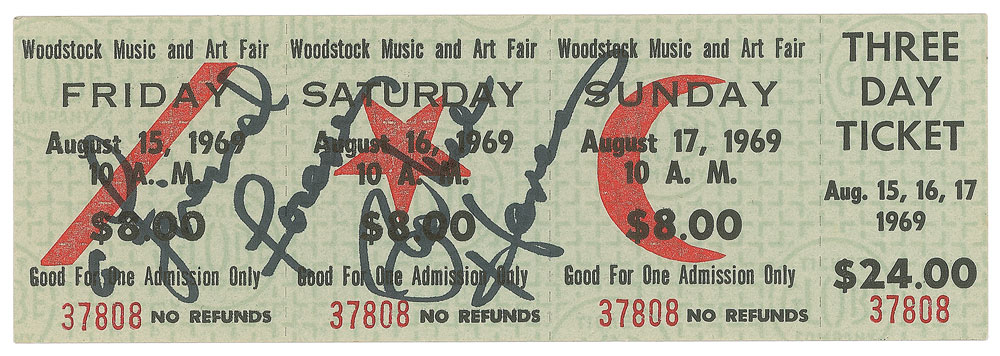 Woodstock Music and Art Fair
FRIDAY
August 15, 1969
10 A. M.
$8.00
Good For One Admission Only
37808 NO REFUNDS
Woodstock Music and Art Fair
SATURDAY
August 16, 1969
10 A. M.
$8.00
Good For One Admission Only
37808 NO REFUNDS
Woodstock Music and Art Fair
SUNDAY
August 17, 1969
10 A. M.
$8.00
Good For One Admission Only
37808 NO REFUNDS
THREE
DAY
TICKET
Aug. 15, 16, 17
1969
$24.00
37808